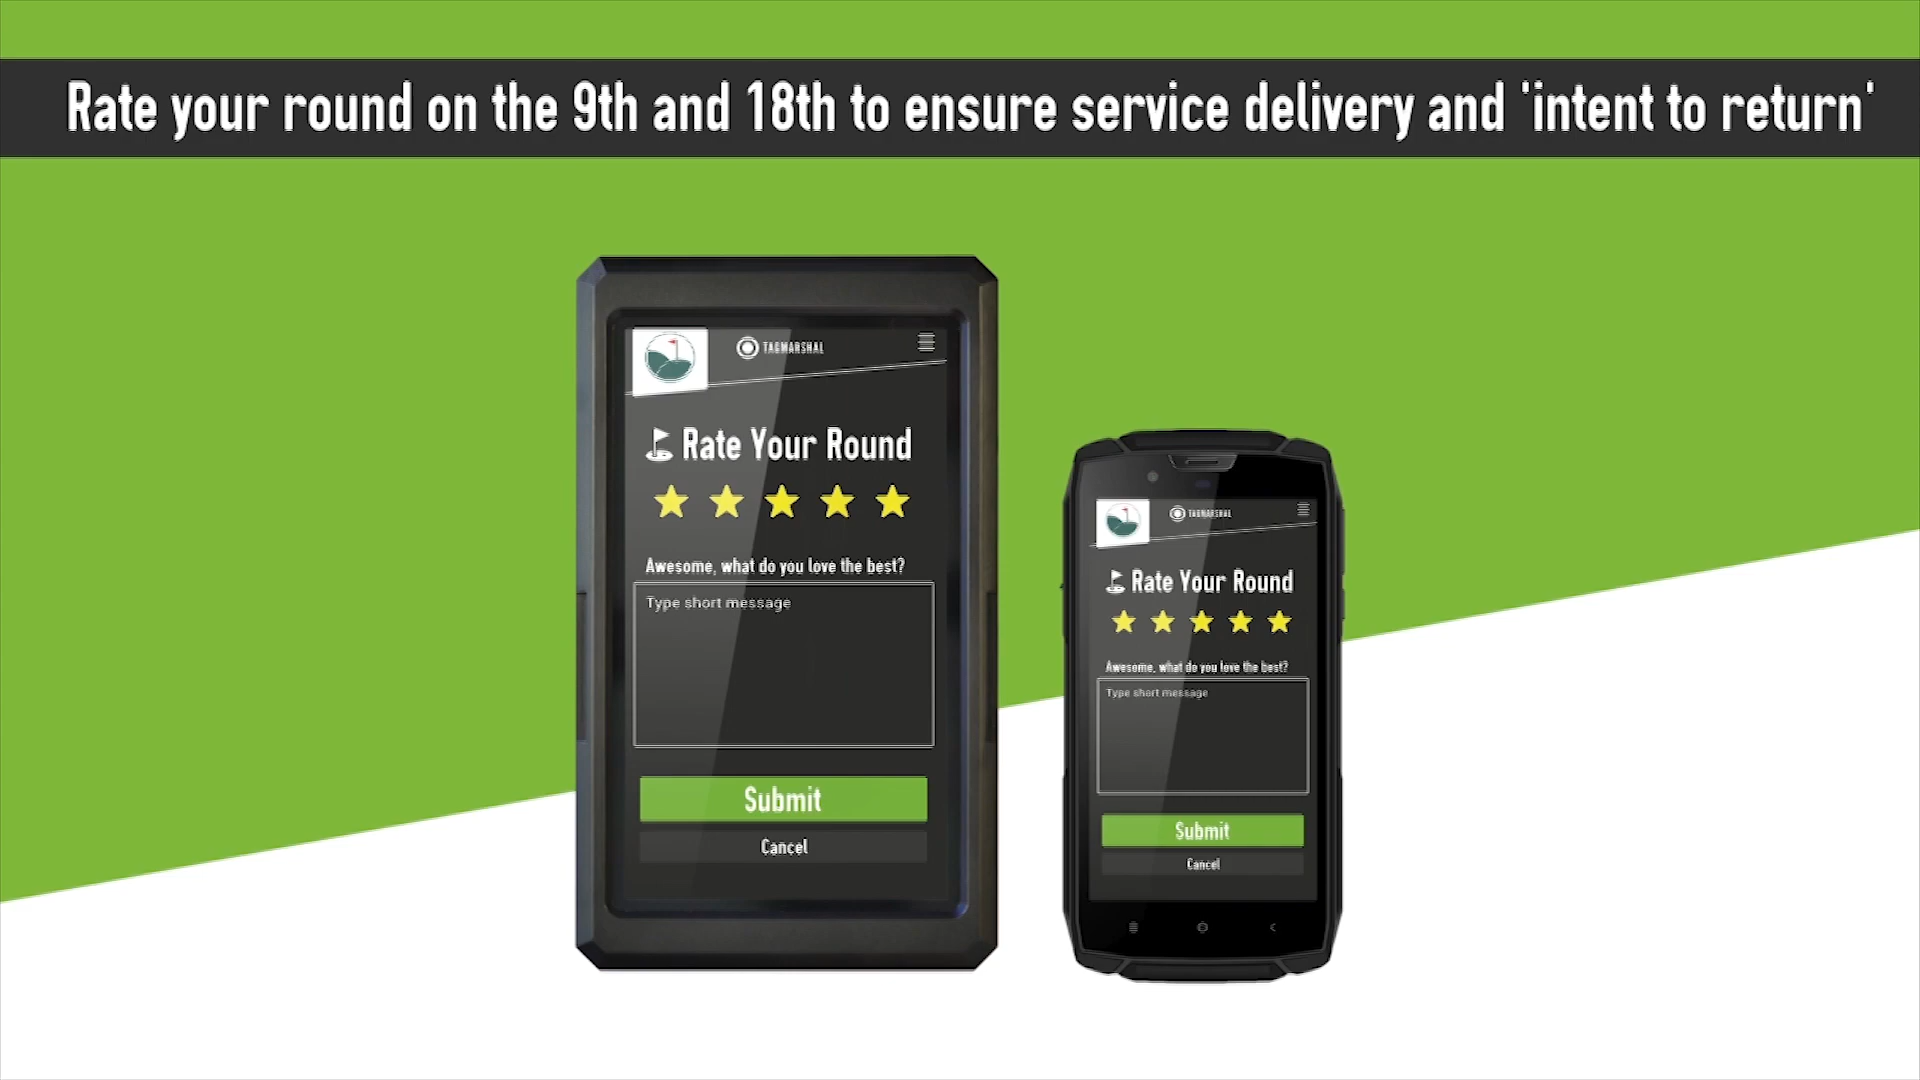 Rate your round on the 9th and 18th to ensure service delivery and 'intent to return'
TAGMARSHAL
Rate Your Round
Awesome, what do you love the best?
Type short message
Submit
Cancel
TAGMARSHAL
Rate Your Round
Awesome, what do you love the best?
Type short message
Submit
Cancel